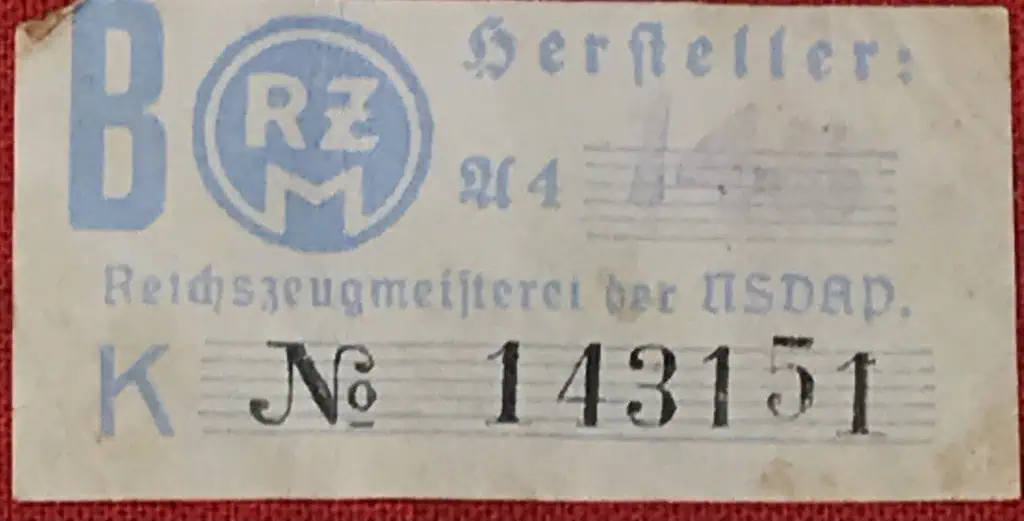 B RZM Hersteller:
A4
Reichszeugmeisterei der NSDAP.
K № 143151